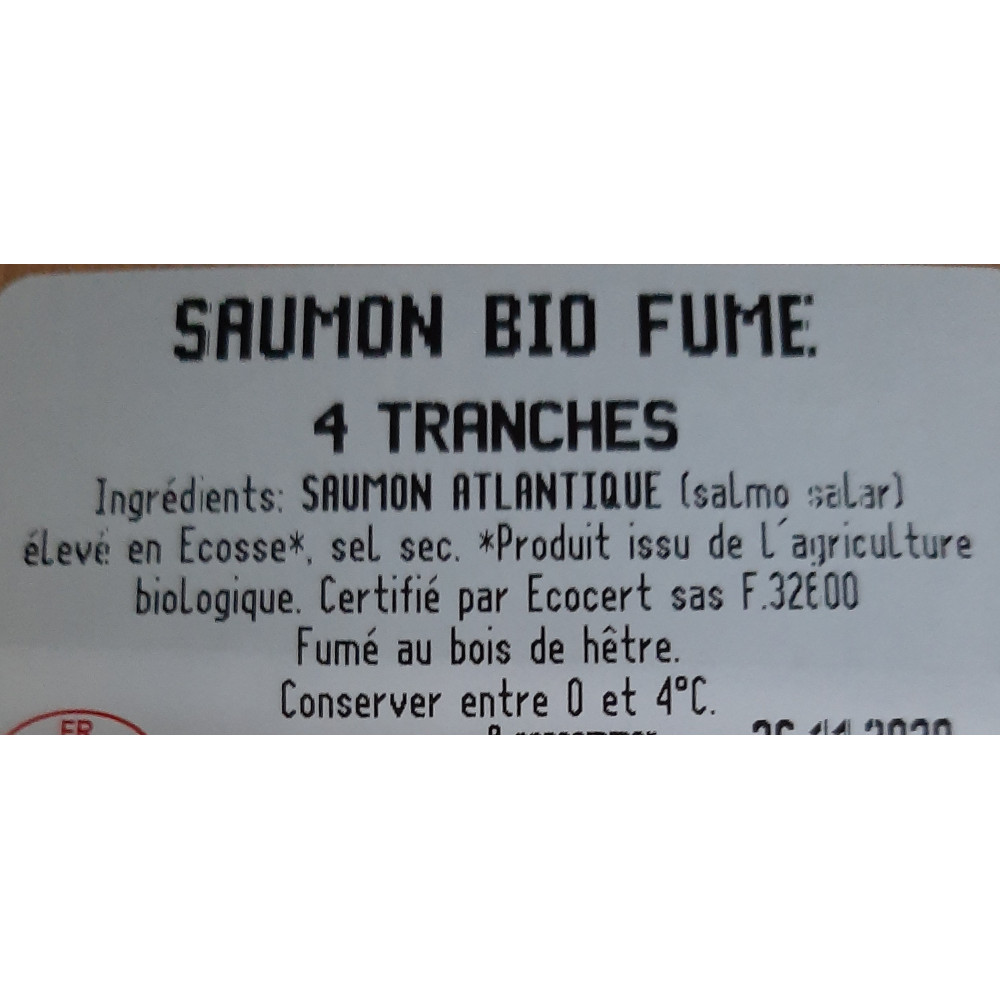 SAUMON BIO FUME.
4 TRANCHES
Ingrédients: SAUMON ATLANTIQUE (salmo salar)
élevé en Ecosse*, sel sec. *Produit issu de l'agriculture
biologique. Certifié par Ecocert sas F.32600
Fumé au bois de hêtre.
Conserver entre 0 et 4°C.
FR